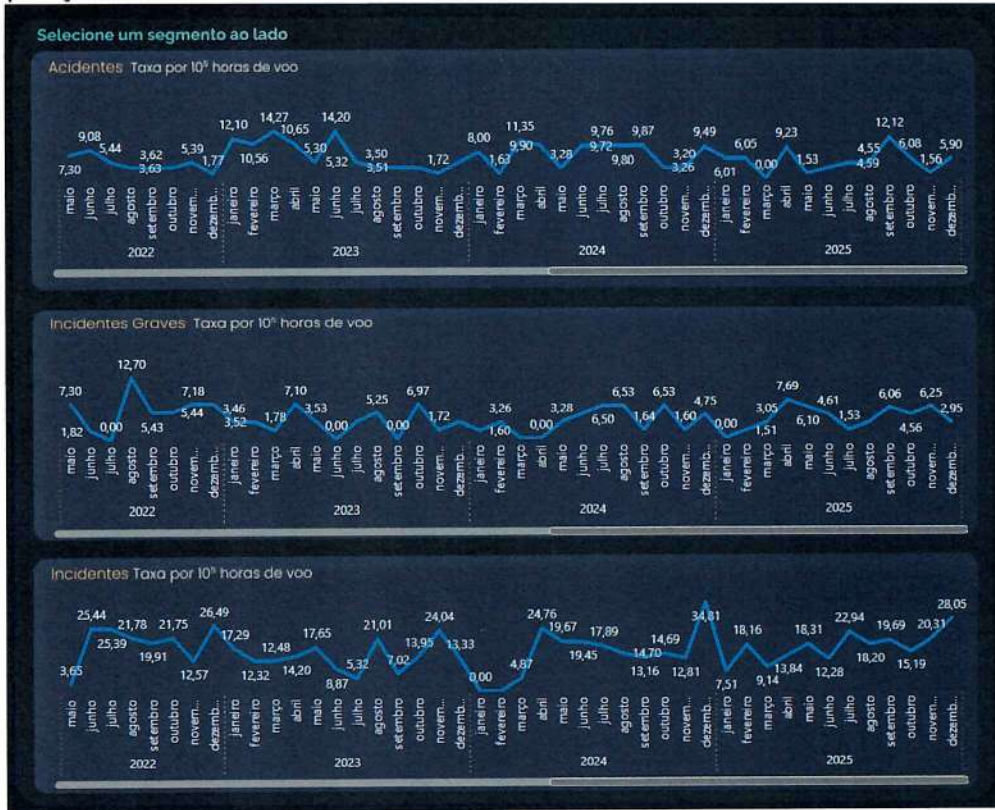 Selecione um segmento ao lado
Acidentes Taxa por 10⁵ horas de voo
7,30 9,08 5,44 3,62 3,63 5,39 1,77 12,10 10,56 14,27 10,65 5,30 14,20 5,32 3,50 3,51 1,72 8,00 1,63 11,35 9,90 3,28 9,76 9,72 9,80 9,87 3,20 3,26 9,49 6,01 6,05 0,00 9,23 1,53 4,55 4,59 12,12 6,08 1,56 5,90
maio junho julho agosto setembro outubro novem... dezemb... janeiro fevereiro março abril maio junho julho agosto setembro outubro novem... dezemb... janeiro fevereiro março abril maio junho julho agosto setembro outubro novem... dezemb... janeiro fevereiro março abril maio junho julho agosto setembro outubro novem... dezemb...
2022 2023 2024 2025
Incidentes Graves Taxa por 10⁵ horas de voo
7,30 1,82 0,00 12,70 5,43 5,44 7,18 3,46 3,52 1,78 7,10 3,53 0,00 5,25 0,00 6,97 1,72 3,26 1,60 0,00 3,28 6,50 6,53 1,64 6,53 1,60 4,75 0,00 3,05 1,51 7,69 6,10 4,61 1,53 6,06 4,56 6,25 2,95
maio junho julho agosto setembro outubro novem... dezemb... janeiro fevereiro março abril maio junho julho agosto setembro outubro novem... dezemb... janeiro fevereiro março abril maio junho julho agosto setembro outubro novem... dezemb... janeiro fevereiro março abril maio junho julho agosto setembro outubro novem... dezemb...
2022 2023 2024 2025
Incidentes Taxa por 10⁵ horas de voo
3,65 25,44 25,39 21,78 19,91 21,75 12,57 26,49 17,29 12,32 12,48 14,20 17,65 8,87 5,32 21,01 7,02 13,95 24,04 13,33 0,00 4,87 24,76 19,67 19,45 17,89 14,70 13,16 14,69 12,81 34,81 7,51 18,16 9,14 13,84 18,31 12,28 22,94 18,20 19,69 15,19 20,31 28,05
maio junho julho agosto setembro outubro novem... dezemb... janeiro fevereiro março abril maio junho julho agosto setembro outubro novem... dezemb... janeiro fevereiro março abril maio junho julho agosto setembro outubro novem... dezemb... janeiro fevereiro março abril maio junho julho agosto setembro outubro novem... dezemb...
2022 2023 2024 2025